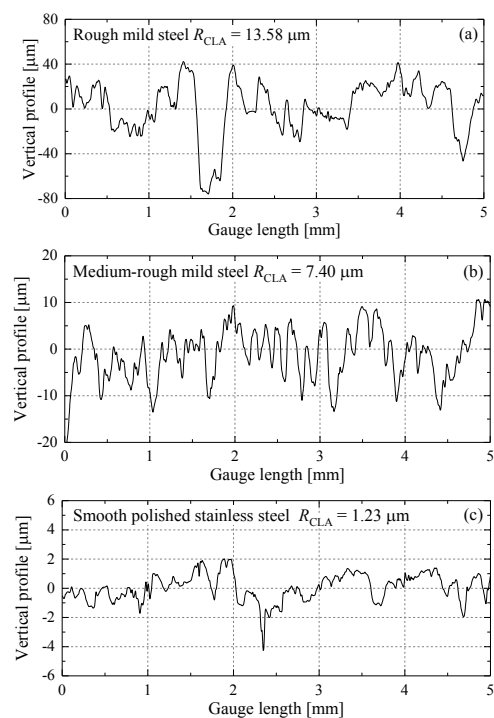 80
Rough mild steel R_CLA = 13.58 μm (a)
40
0
-40
-80
Vertical profile [μm]
0 1 2 3 4 5
Gauge length [mm]
20
Medium-rough mild steel R_CLA = 7.40 μm (b)
10
0
-10
-20
Vertical profile [μm]
0 1 2 3 4 5
Gauge length [mm]
6
Smooth polished stainless steel R_CLA = 1.23 μm (c)
4
2
0
-2
-4
-6
Vertical profile [μm]
0 1 2 3 4 5
Gauge length [mm]